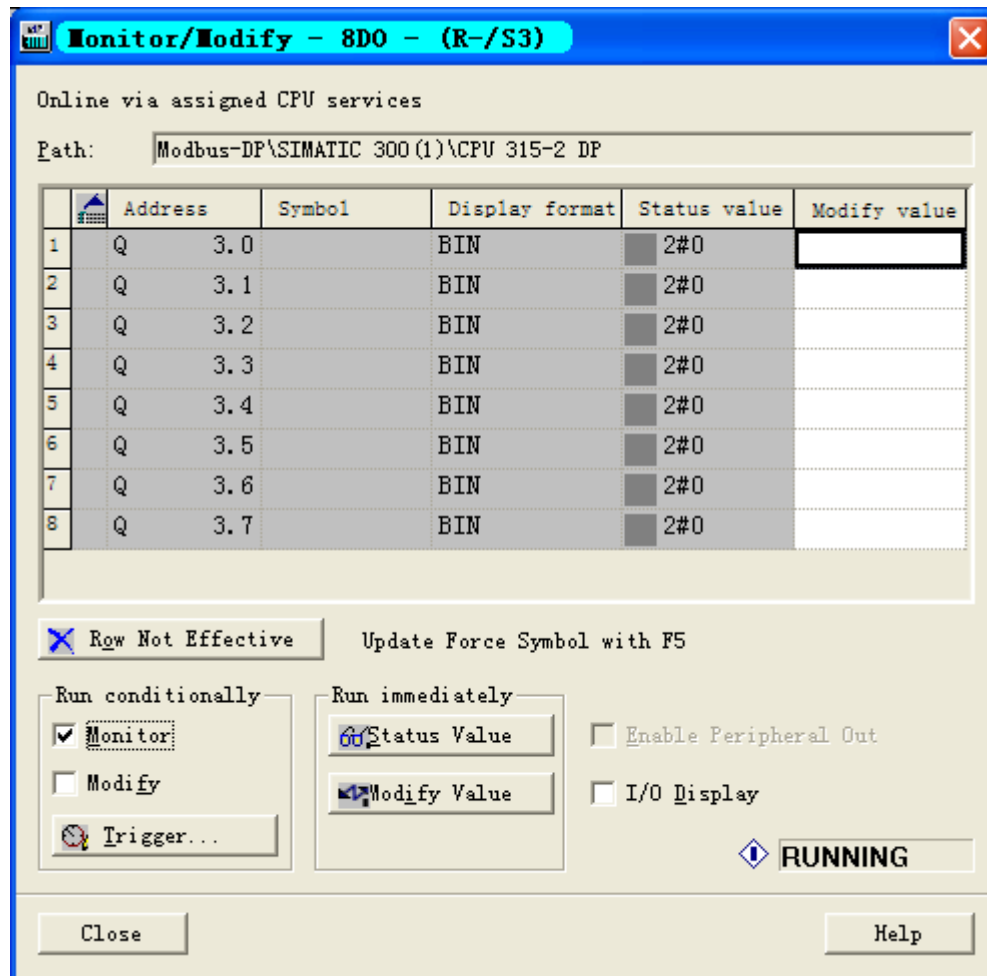 Monitor/Modify - 8DO - (R-/S3)
Online via assigned CPU services
Path: Modbus-DP\SIMATIC 300(1)\CPU 315-2 DP
Address Symbol Display format Status value Modify value
1 Q 3.0 BIN 2#0
2 Q 3.1 BIN 2#0
3 Q 3.2 BIN 2#0
4 Q 3.3 BIN 2#0
5 Q 3.4 BIN 2#0
6 Q 3.5 BIN 2#0
7 Q 3.6 BIN 2#0
8 Q 3.7 BIN 2#0
Row Not Effective Update Force Symbol with F5
Run conditionally Run immediately
Monitor Status Value Enable Peripheral Out
Modify Modify Value I/O Display
Trigger...
RUNNING
Close Help